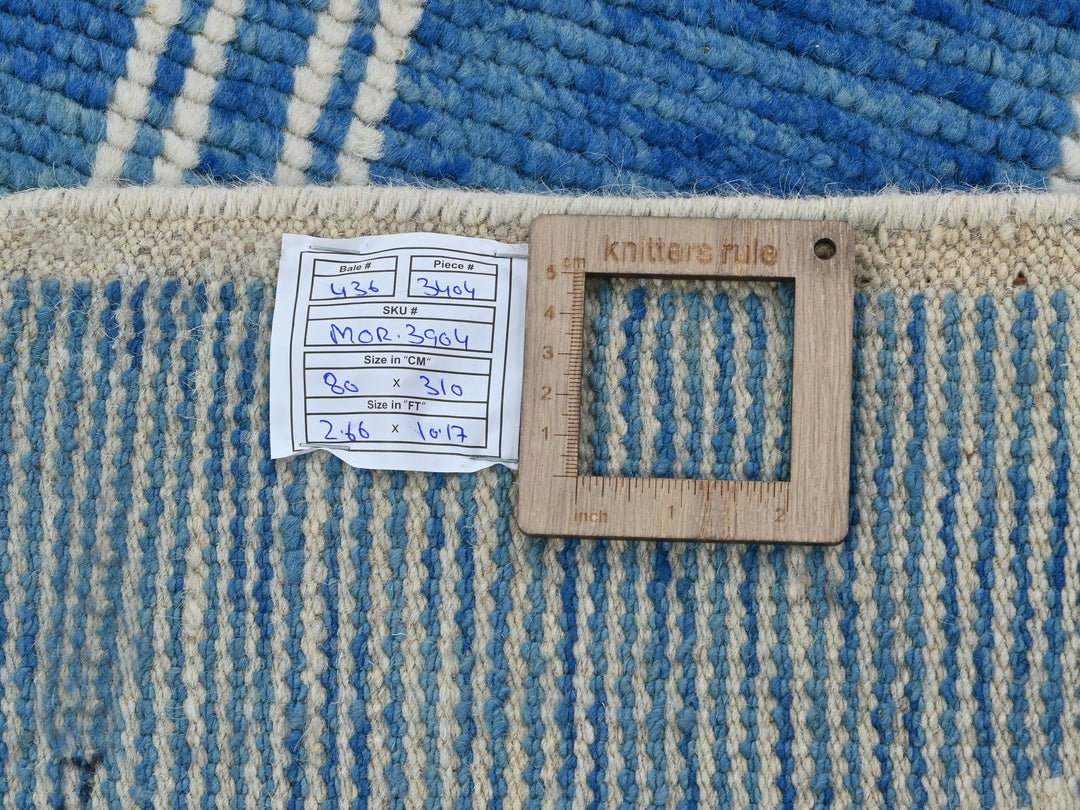 Bale # Piece #
436 3404
SKU #
MOR.3904
Size in "CM"
80 x 310
Size in "FT"
2.66 x 10.17
knitters rule
cm
5
4
3
2
1
inch 1 2